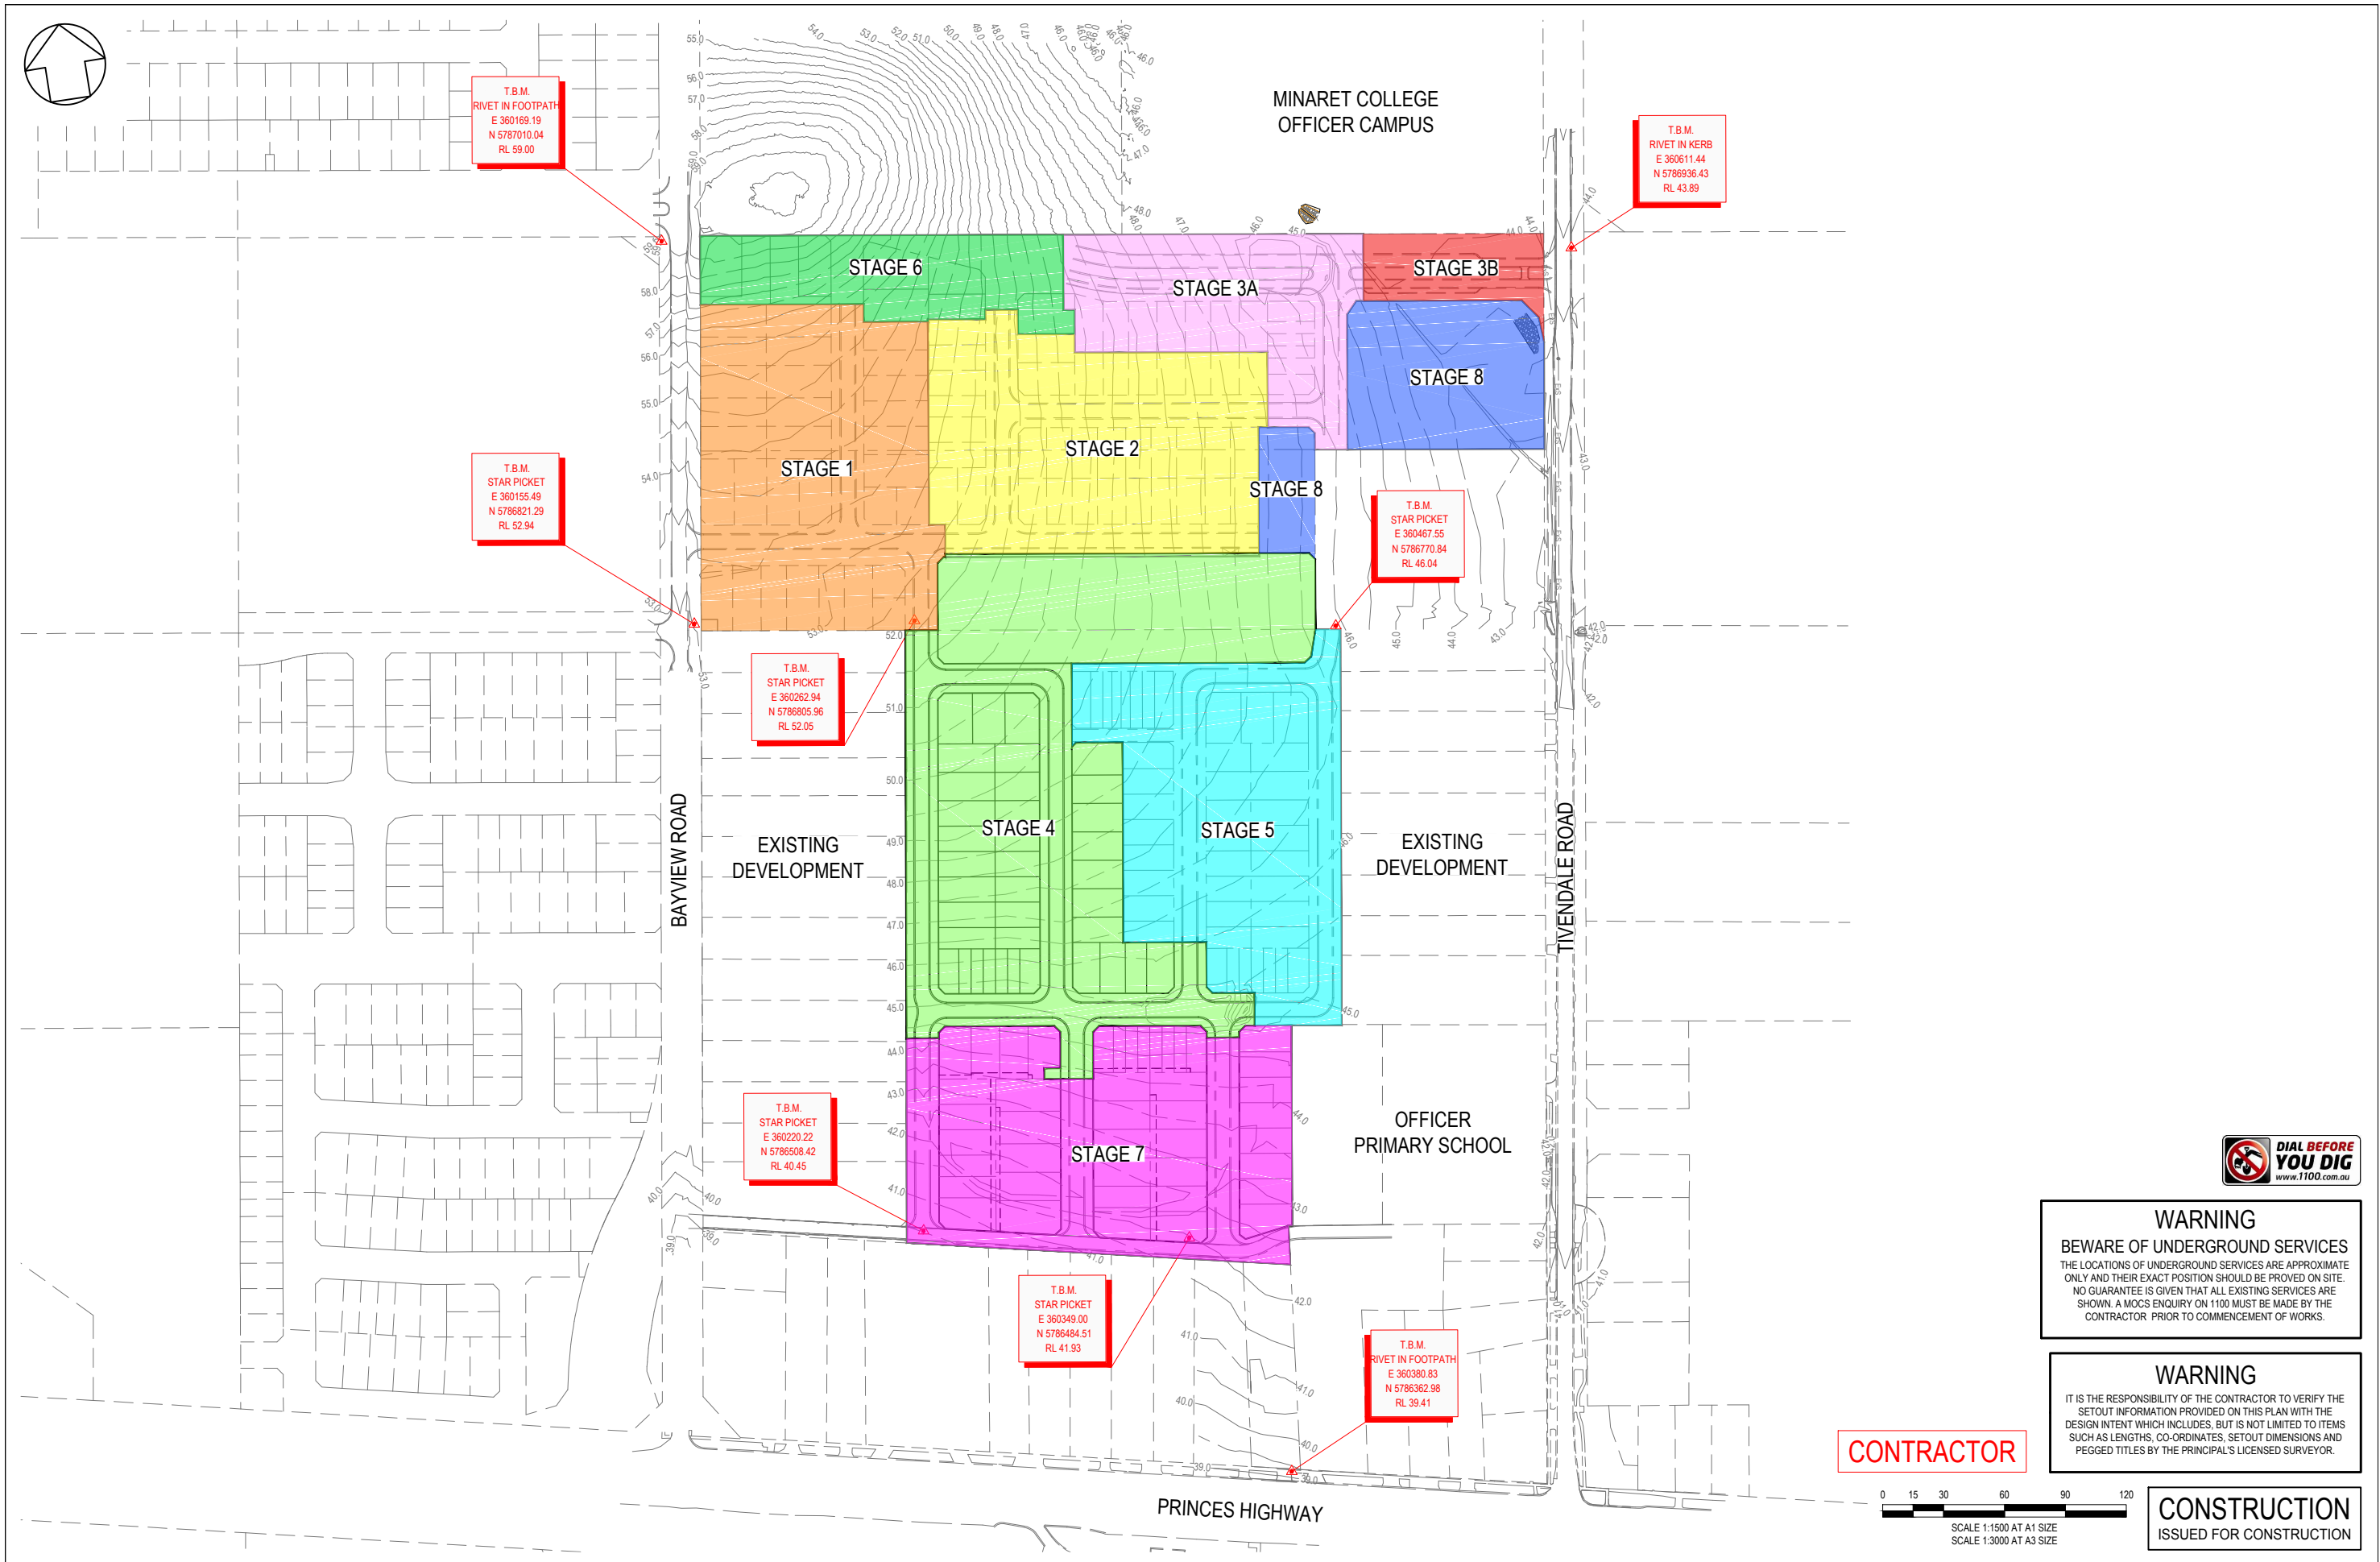 T.B.M.
RIVET IN FOOTPATH
E 360169.19
N 5787010.04
RL 59.00
MINARET COLLEGE
OFFICER CAMPUS
T.B.M.
RIVET IN KERB
E 360611.44
N 5786936.43
RL 43.89
STAGE 6
STAGE 3A
STAGE 3B
STAGE 8
STAGE 1
STAGE 2
STAGE 8
T.B.M.
STAR PICKET
E 360155.49
N 5786821.29
RL 52.94
T.B.M.
STAR PICKET
E 360467.55
N 5786770.84
RL 46.04
T.B.M.
STAR PICKET
E 360262.94
N 5786805.96
RL 52.05
BAYVIEW ROAD
EXISTING
DEVELOPMENT
STAGE 4
STAGE 5
EXISTING
DEVELOPMENT
TIVENDALE ROAD
T.B.M.
STAR PICKET
E 360220.22
N 5786508.42
RL 40.45
STAGE 7
OFFICER
PRIMARY SCHOOL
T.B.M.
STAR PICKET
E 360349.00
N 5786484.51
RL 41.93
T.B.M.
RIVET IN FOOTPATH
E 360380.83
N 5786362.98
RL 39.41
PRINCES HIGHWAY
DIAL BEFORE
YOU DIG
www.1100.com.au
WARNING
BEWARE OF UNDERGROUND SERVICES
THE LOCATIONS OF UNDERGROUND SERVICES ARE APPROXIMATE
ONLY AND THEIR EXACT POSITION SHOULD BE PROVED ON SITE.
NO GUARANTEE IS GIVEN THAT ALL EXISTING SERVICES ARE
SHOWN. A MOCS ENQUIRY ON 1100 MUST BE MADE BY THE
CONTRACTOR PRIOR TO COMMENCEMENT OF WORKS.
WARNING
IT IS THE RESPONSIBILITY OF THE CONTRACTOR TO VERIFY THE
SETOUT INFORMATION PROVIDED ON THIS PLAN WITH THE
DESIGN INTENT WHICH INCLUDES, BUT IS NOT LIMITED TO ITEMS
SUCH AS LENGTHS, CO-ORDINATES, SETOUT DIMENSIONS AND
PEGGED TITLES BY THE PRINCIPAL'S LICENSED SURVEYOR.
CONTRACTOR
0 15 30 60 90 120
SCALE 1:1500 AT A1 SIZE
SCALE 1:3000 AT A3 SIZE
CONSTRUCTION
ISSUED FOR CONSTRUCTION